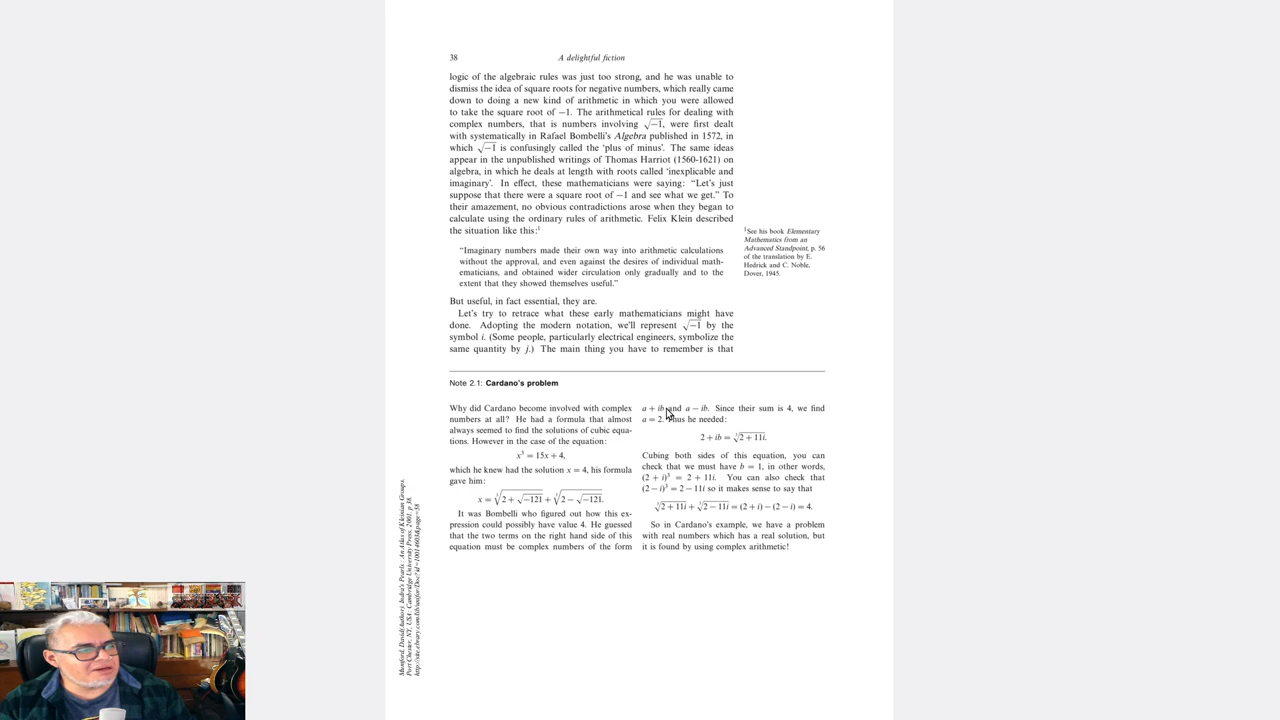 38
A delightful fiction
logic of the algebraic rules was just too strong, and he was unable to
dismiss the idea of square roots for negative numbers, which really came
down to doing a new kind of arithmetic in which you were allowed
to take the square root of −1. The arithmetical rules for dealing with
complex numbers, that is numbers involving √−1, were first dealt
with systematically in Rafael Bombelli's Algebra published in 1572, in
which √−1 is confusingly called the 'plus of minus'. The same ideas
appear in the unpublished writings of Thomas Harriot (1560-1621) on
algebra, in which he deals at length with roots called 'inexplicable and
imaginary'. In effect, these mathematicians were saying: “Let's just
suppose that there were a square root of −1 and see what we get.” To
their amazement, no obvious contradictions arose when they began to
calculate using the ordinary rules of arithmetic. Felix Klein described
the situation like this:¹
“Imaginary numbers made their own way into arithmetic calculations
without the approval, and even against the desires of individual math-
ematicians, and obtained wider circulation only gradually and to the
extent that they showed themselves useful.”
But useful, in fact essential, they are.
Let's try to retrace what these early mathematicians might have
done. Adopting the modern notation, we'll represent √−1 by the
symbol i. (Some people, particularly electrical engineers, symbolize the
same quantity by j.) The main thing you have to remember is that
¹See his book Elementary
Mathematics from an
Advanced Standpoint, p. 56
of the translation by E.
Hedrick and C. Noble,
Dover, 1945.
Note 2.1: Cardano's problem
Why did Cardano become involved with complex
numbers at all? He had a formula that almost
always seemed to find the solutions of cubic equa-
tions. However in the case of the equation:
x³ = 15x + 4,
which he knew had the solution x = 4, his formula
gave him:
x = ∛(2 + √−121) + ∛(2 − √−121).
It was Bombelli who figured out how this ex-
pression could possibly have value 4. He guessed
that the two terms on the right hand side of this
equation must be complex numbers of the form
a + ib and a − ib. Since their sum is 4, we find
a = 2. Thus he needed:
2 + ib = ∛(2 + 11i).
Cubing both sides of this equation, you can
check that we must have b = 1, in other words,
(2 + i)³ = 2 + 11i. You can also check that
(2 − i)³ = 2 − 11i so it makes sense to say that
∛(2 + 11i) + ∛(2 − 11i) = (2 + i) − (2 − i) = 4.
So in Cardano's example, we have a problem
with real numbers which has a real solution, but
it is found by using complex arithmetic!
Mumford, David(Author). Indra's Pearls : An Atlas of Kleinian Groups.
Port Chester, NY, USA: Cambridge University Press, 2001. p 38.